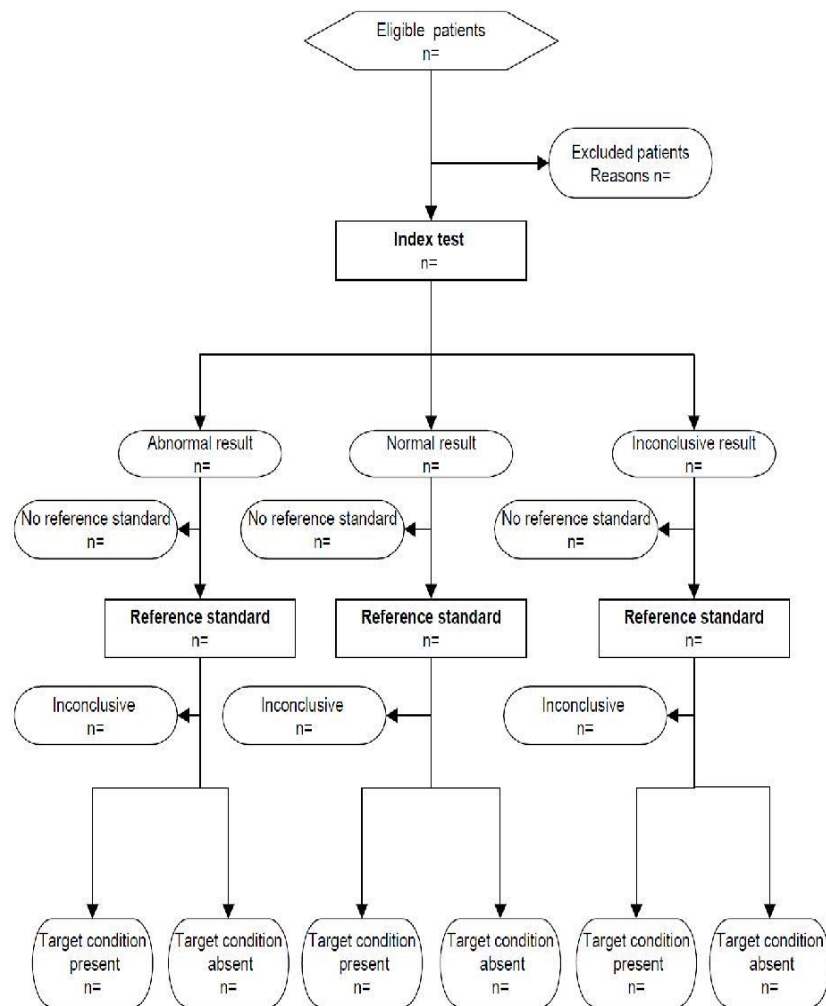 Eligible patients
n=
Excluded patients
Reasons n=
Index test
n=
Abnormal result
n=
Normal result
n=
Inconclusive result
n=
No reference standard
n=
No reference standard
n=
No reference standard
n=
Reference standard
n=
Reference standard
n=
Reference standard
n=
Inconclusive
n=
Inconclusive
n=
Inconclusive
n=
Target condition
present
n=
Target condition
absent
n=
Target condition
present
n=
Target condition
absent
n=
Target condition
present
n=
Target condition
absent
n=